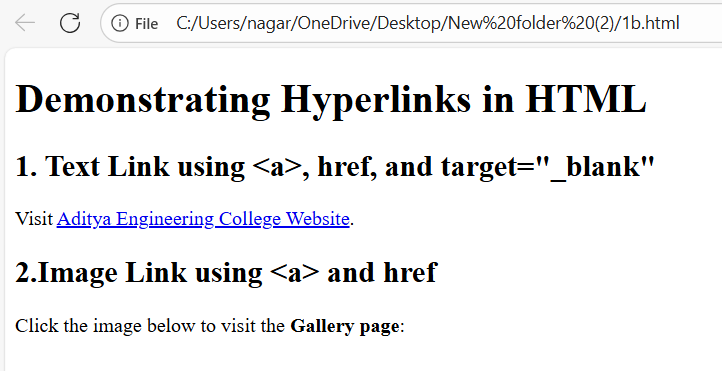 File C:/Users/nagar/OneDrive/Desktop/New%20folder%20(2)/1b.html
Demonstrating Hyperlinks in HTML
1. Text Link using <a>, href, and target="_blank"
Visit Aditya Engineering College Website.
2.Image Link using <a> and href
Click the image below to visit the Gallery page: